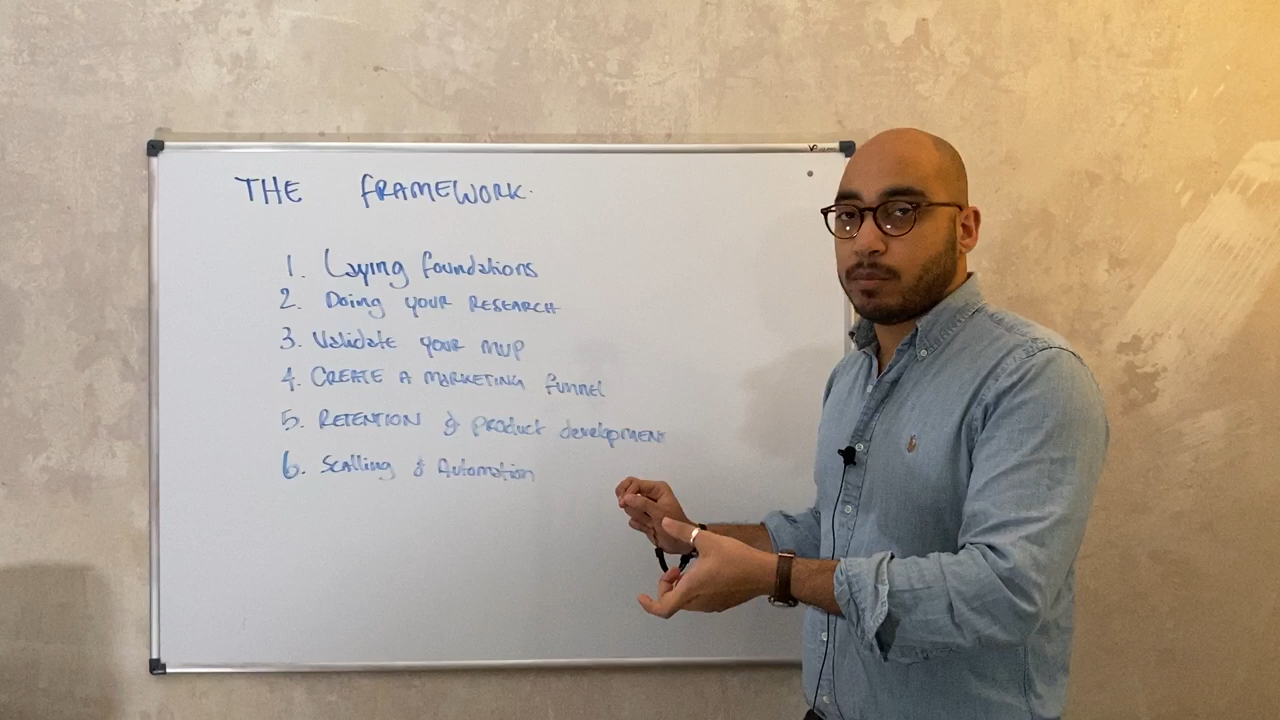 THE FRAMEWORK.
1. Laying foundations
2. Doing your RESEARCH
3. Validate your MVP
4. CREATE A MARKETING funnel
5. RETENTION & product development
6. Scalling & Automation